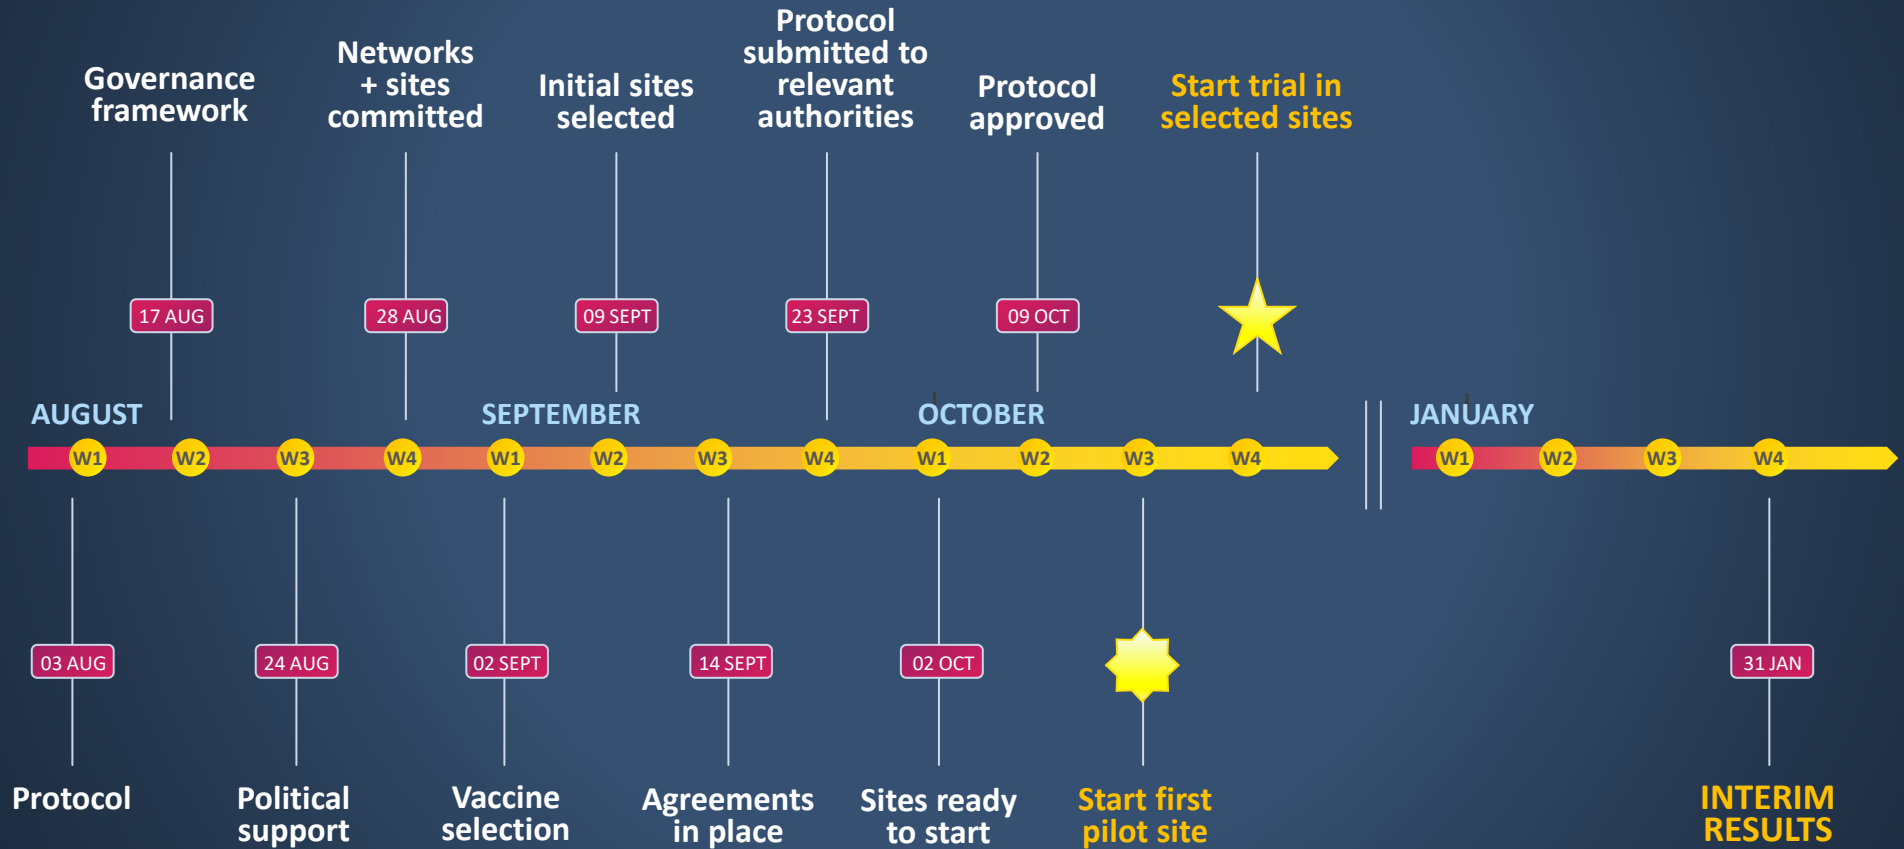 Governance
framework
Networks
+ sites
committed
Initial sites
selected
Protocol
submitted to
relevant
authorities
Protocol
approved
Start trial in
selected sites
17 AUG
28 AUG
09 SEPT
23 SEPT
09 OCT
AUGUST
SEPTEMBER
OCTOBER
JANUARY
W1 W2 W3 W4 W1 W2 W3 W4 W1 W2 W3 W4 W1 W2 W3 W4
03 AUG
24 AUG
02 SEPT
14 SEPT
02 OCT
31 JAN
Protocol
Political
support
Vaccine
selection
Agreements
in place
Sites ready
to start
Start first
pilot site
INTERIM
RESULTS